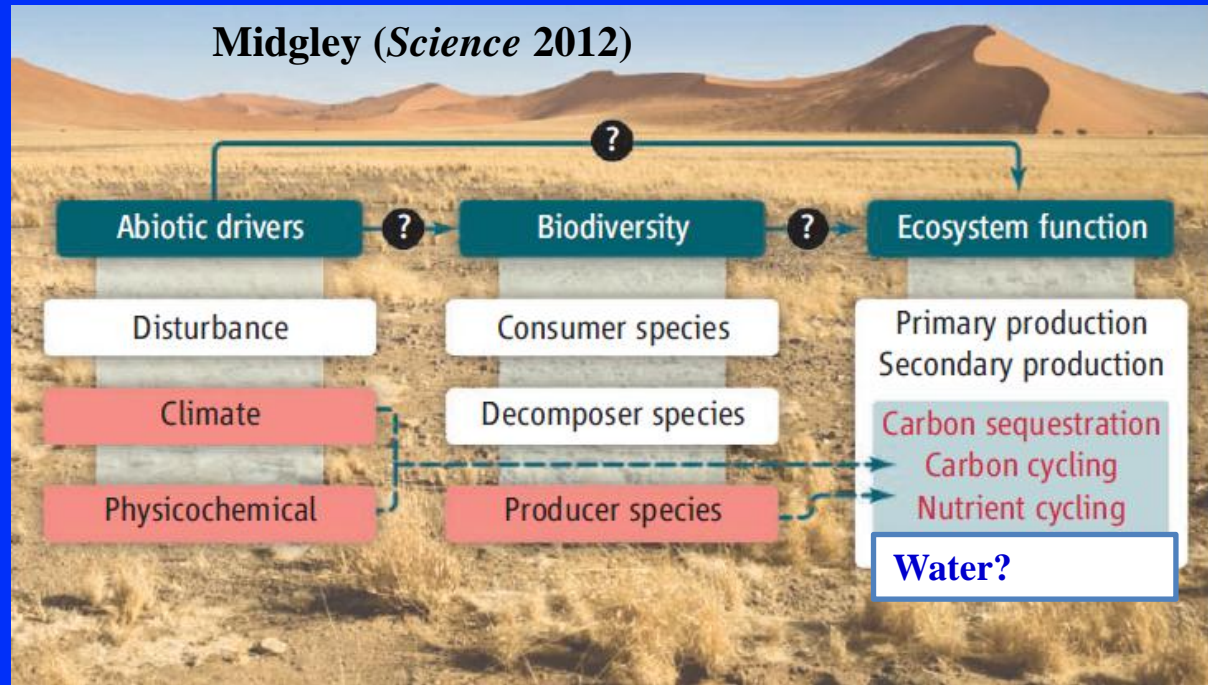 Midgley (Science 2012)
?
Abiotic drivers
?
Biodiversity
?
Ecosystem function
Disturbance
Climate
Physicochemical
Consumer species
Decomposer species
Producer species
Primary production
Secondary production
Carbon sequestration
Carbon cycling
Nutrient cycling
Water?